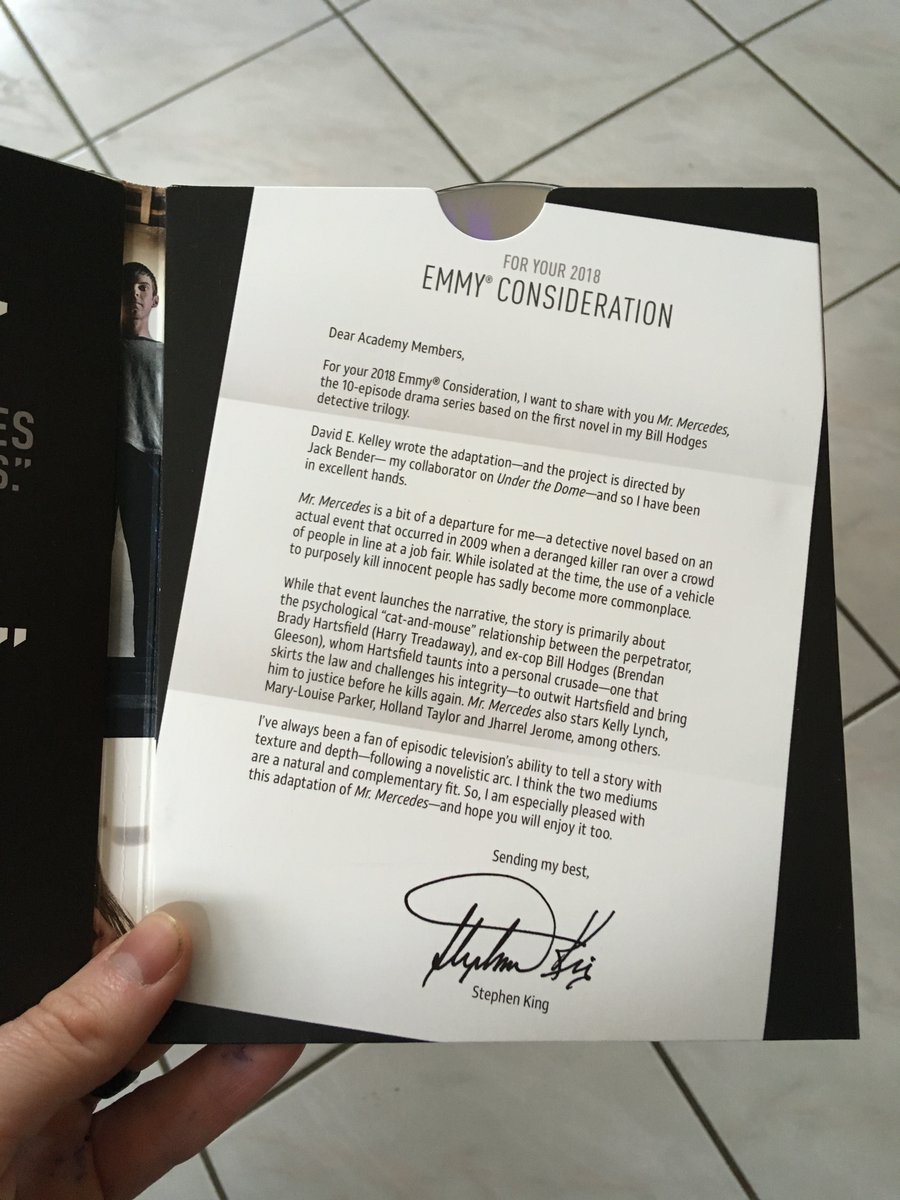 ES
S."
"
FOR YOUR 2018
EMMY® CONSIDERATION
Dear Academy Members,
For your 2018 Emmy® Consideration, I want to share with you Mr. Mercedes,
the 10-episode drama series based on the first novel in my Bill Hodges
detective trilogy.
David E. Kelley wrote the adaptation—and the project is directed by
Jack Bender— my collaborator on Under the Dome—and so I have been
in excellent hands.
Mr. Mercedes is a bit of a departure for me—a detective novel based on an
actual event that occurred in 2009 when a deranged killer ran over a crowd
of people in line at a job fair. While isolated at the time, the use of a vehicle
to purposely kill innocent people has sadly become more commonplace.
While that event launches the narrative, the story is primarily about
the psychological "cat-and-mouse" relationship between the perpetrator,
Brady Hartsfield (Harry Treadaway), and ex-cop Bill Hodges (Brendan
Gleeson), whom Hartsfield taunts into a personal crusade—one that
skirts the law and challenges his integrity—to outwit Hartsfield and bring
him to justice before he kills again. Mr. Mercedes also stars Kelly Lynch,
Mary-Louise Parker, Holland Taylor and Jharrel Jerome, among others.
I've always been a fan of episodic television's ability to tell a story with
texture and depth—following a novelistic arc. I think the two mediums
are a natural and complementary fit. So, I am especially pleased with
this adaptation of Mr. Mercedes—and hope you will enjoy it too.
Sending my best,
Stephen King
Stephen King